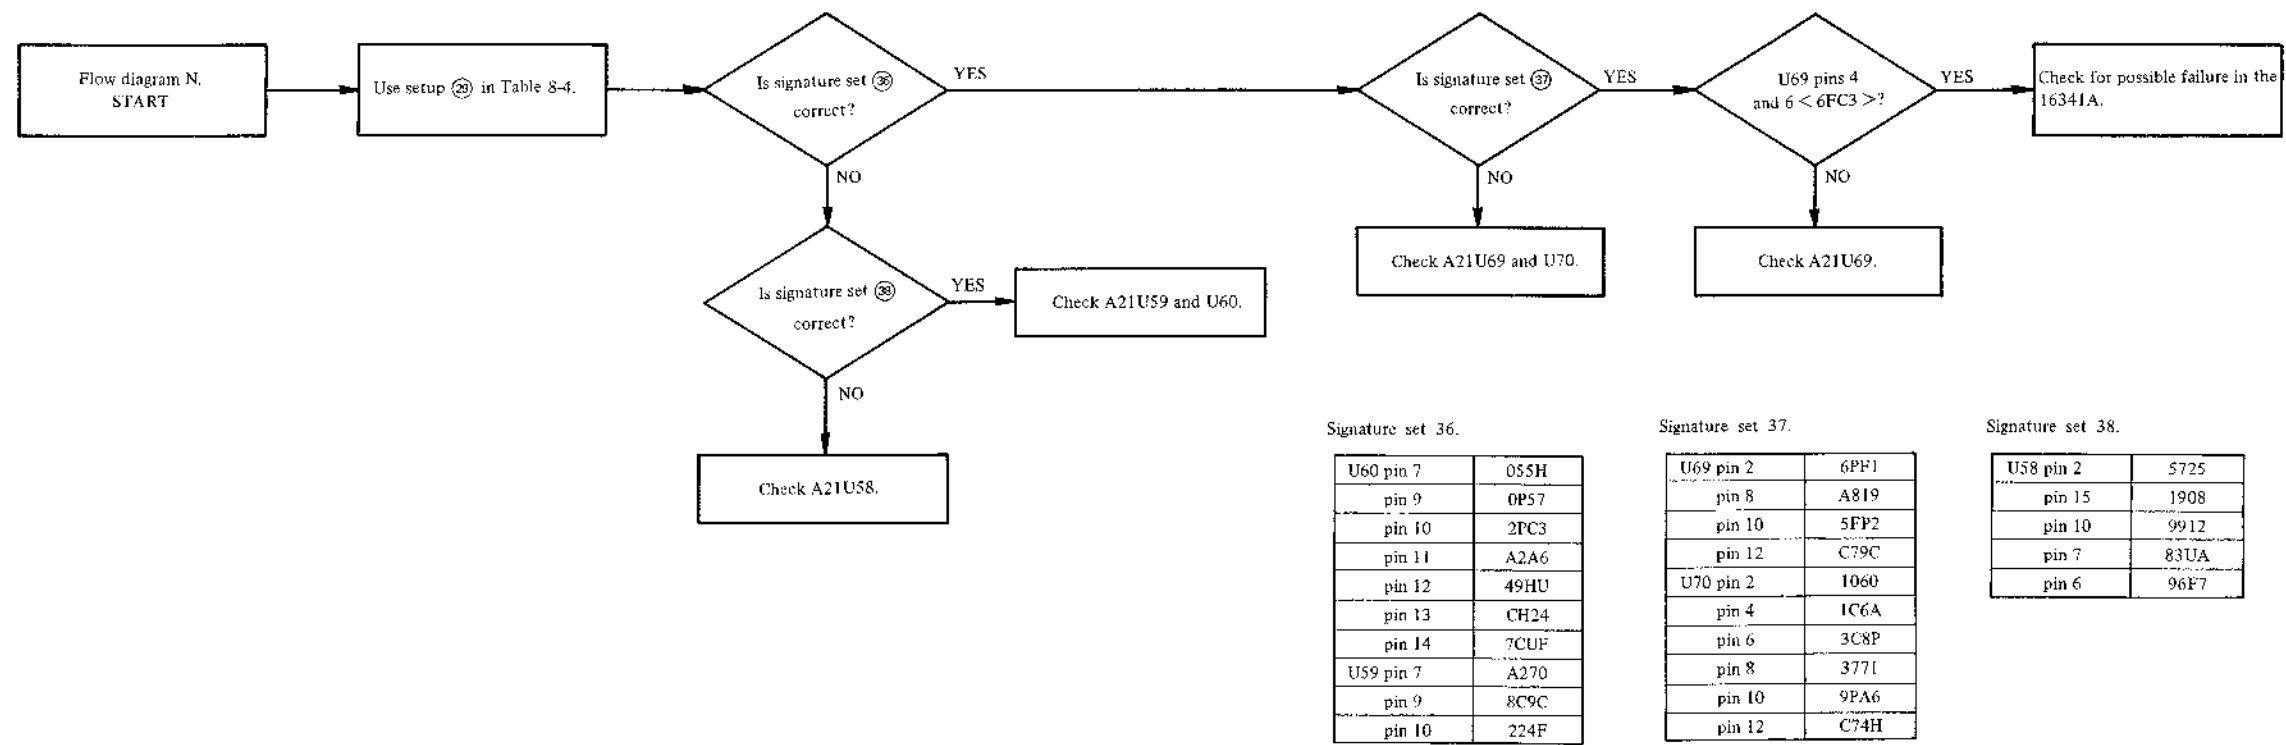 Flow diagram N.
START
Use setup 29 in Table 8-4.
Is signature set 36
correct?
YES
NO
Is signature set 37
correct?
YES
NO
U69 pins 4
and 6 < 6FC3 >?
YES
NO
Check for possible failure in the
16341A.
Is signature set 38
correct?
YES
NO
Check A21U59 and U60.
Check A21U69 and U70.
Check A21U69.
Check A21U58.
Signature set 36.
U60 pin 7 055H
pin 9 0P57
pin 10 2PC3
pin 11 A2A6
pin 12 49HU
pin 13 CH24
pin 14 7CUF
U59 pin 7 A270
pin 9 8C9C
pin 10 224F
Signature set 37.
U69 pin 2 6PF1
pin 8 A819
pin 10 5FP2
pin 12 C79C
U70 pin 2 1060
pin 4 1C6A
pin 6 3C8P
pin 8 3771
pin 10 9PA6
pin 12 C74H
Signature set 38.
U58 pin 2 5725
pin 15 1908
pin 10 9912
pin 7 83UA
pin 6 96F7